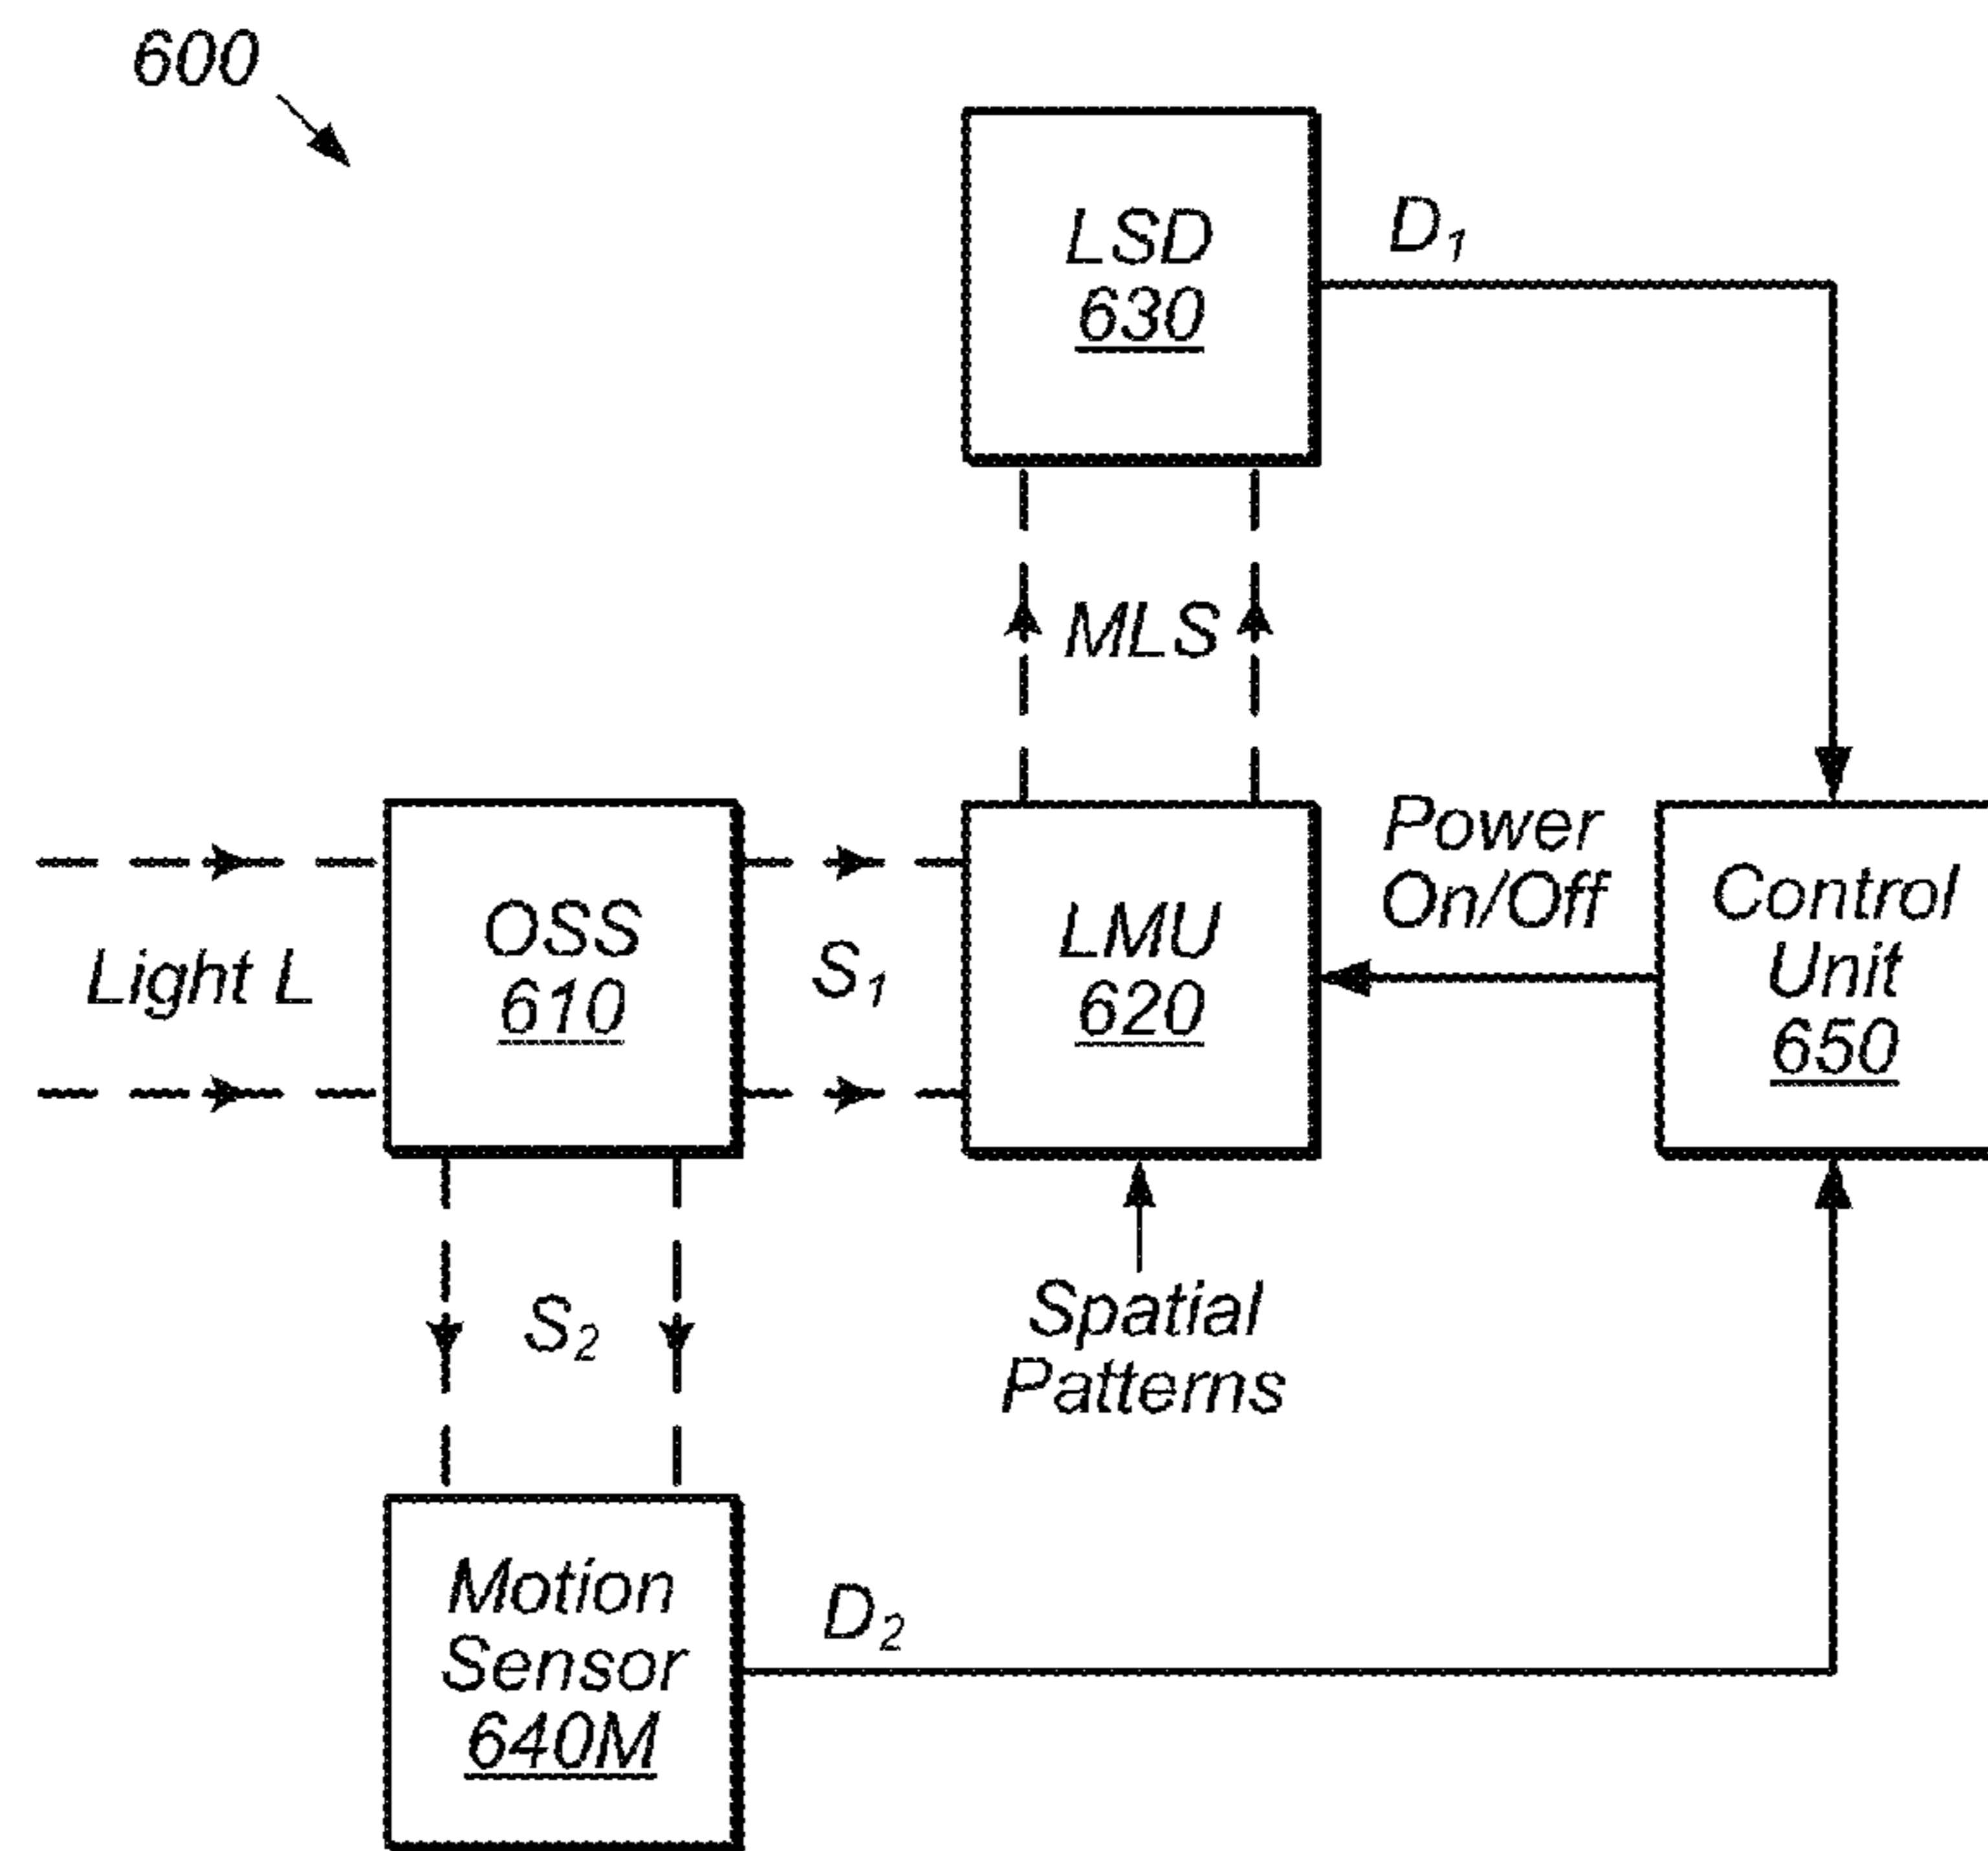 600
LSD
630
D₁
MLS
Power
On/Off
Light L
OSS
610
S₁
LMU
620
Control
Unit
650
S₂
Spatial
Patterns
Motion
Sensor
640M
D₂